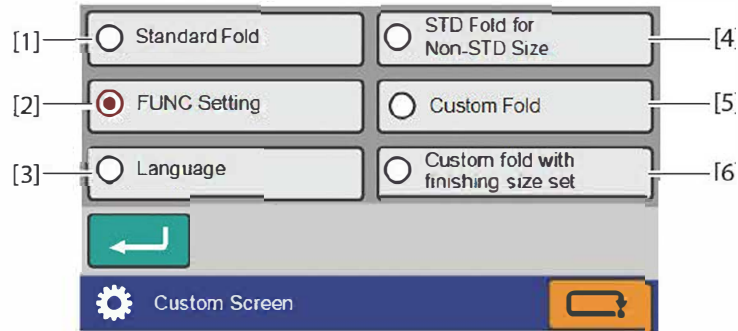 [1] Standard Fold
STD Fold for
Non-STD Size [4]
[2] FUNC Setting
Custom Fold [5]
[3] Language
Custom fold with
finishing size set [6]
Custom Screen